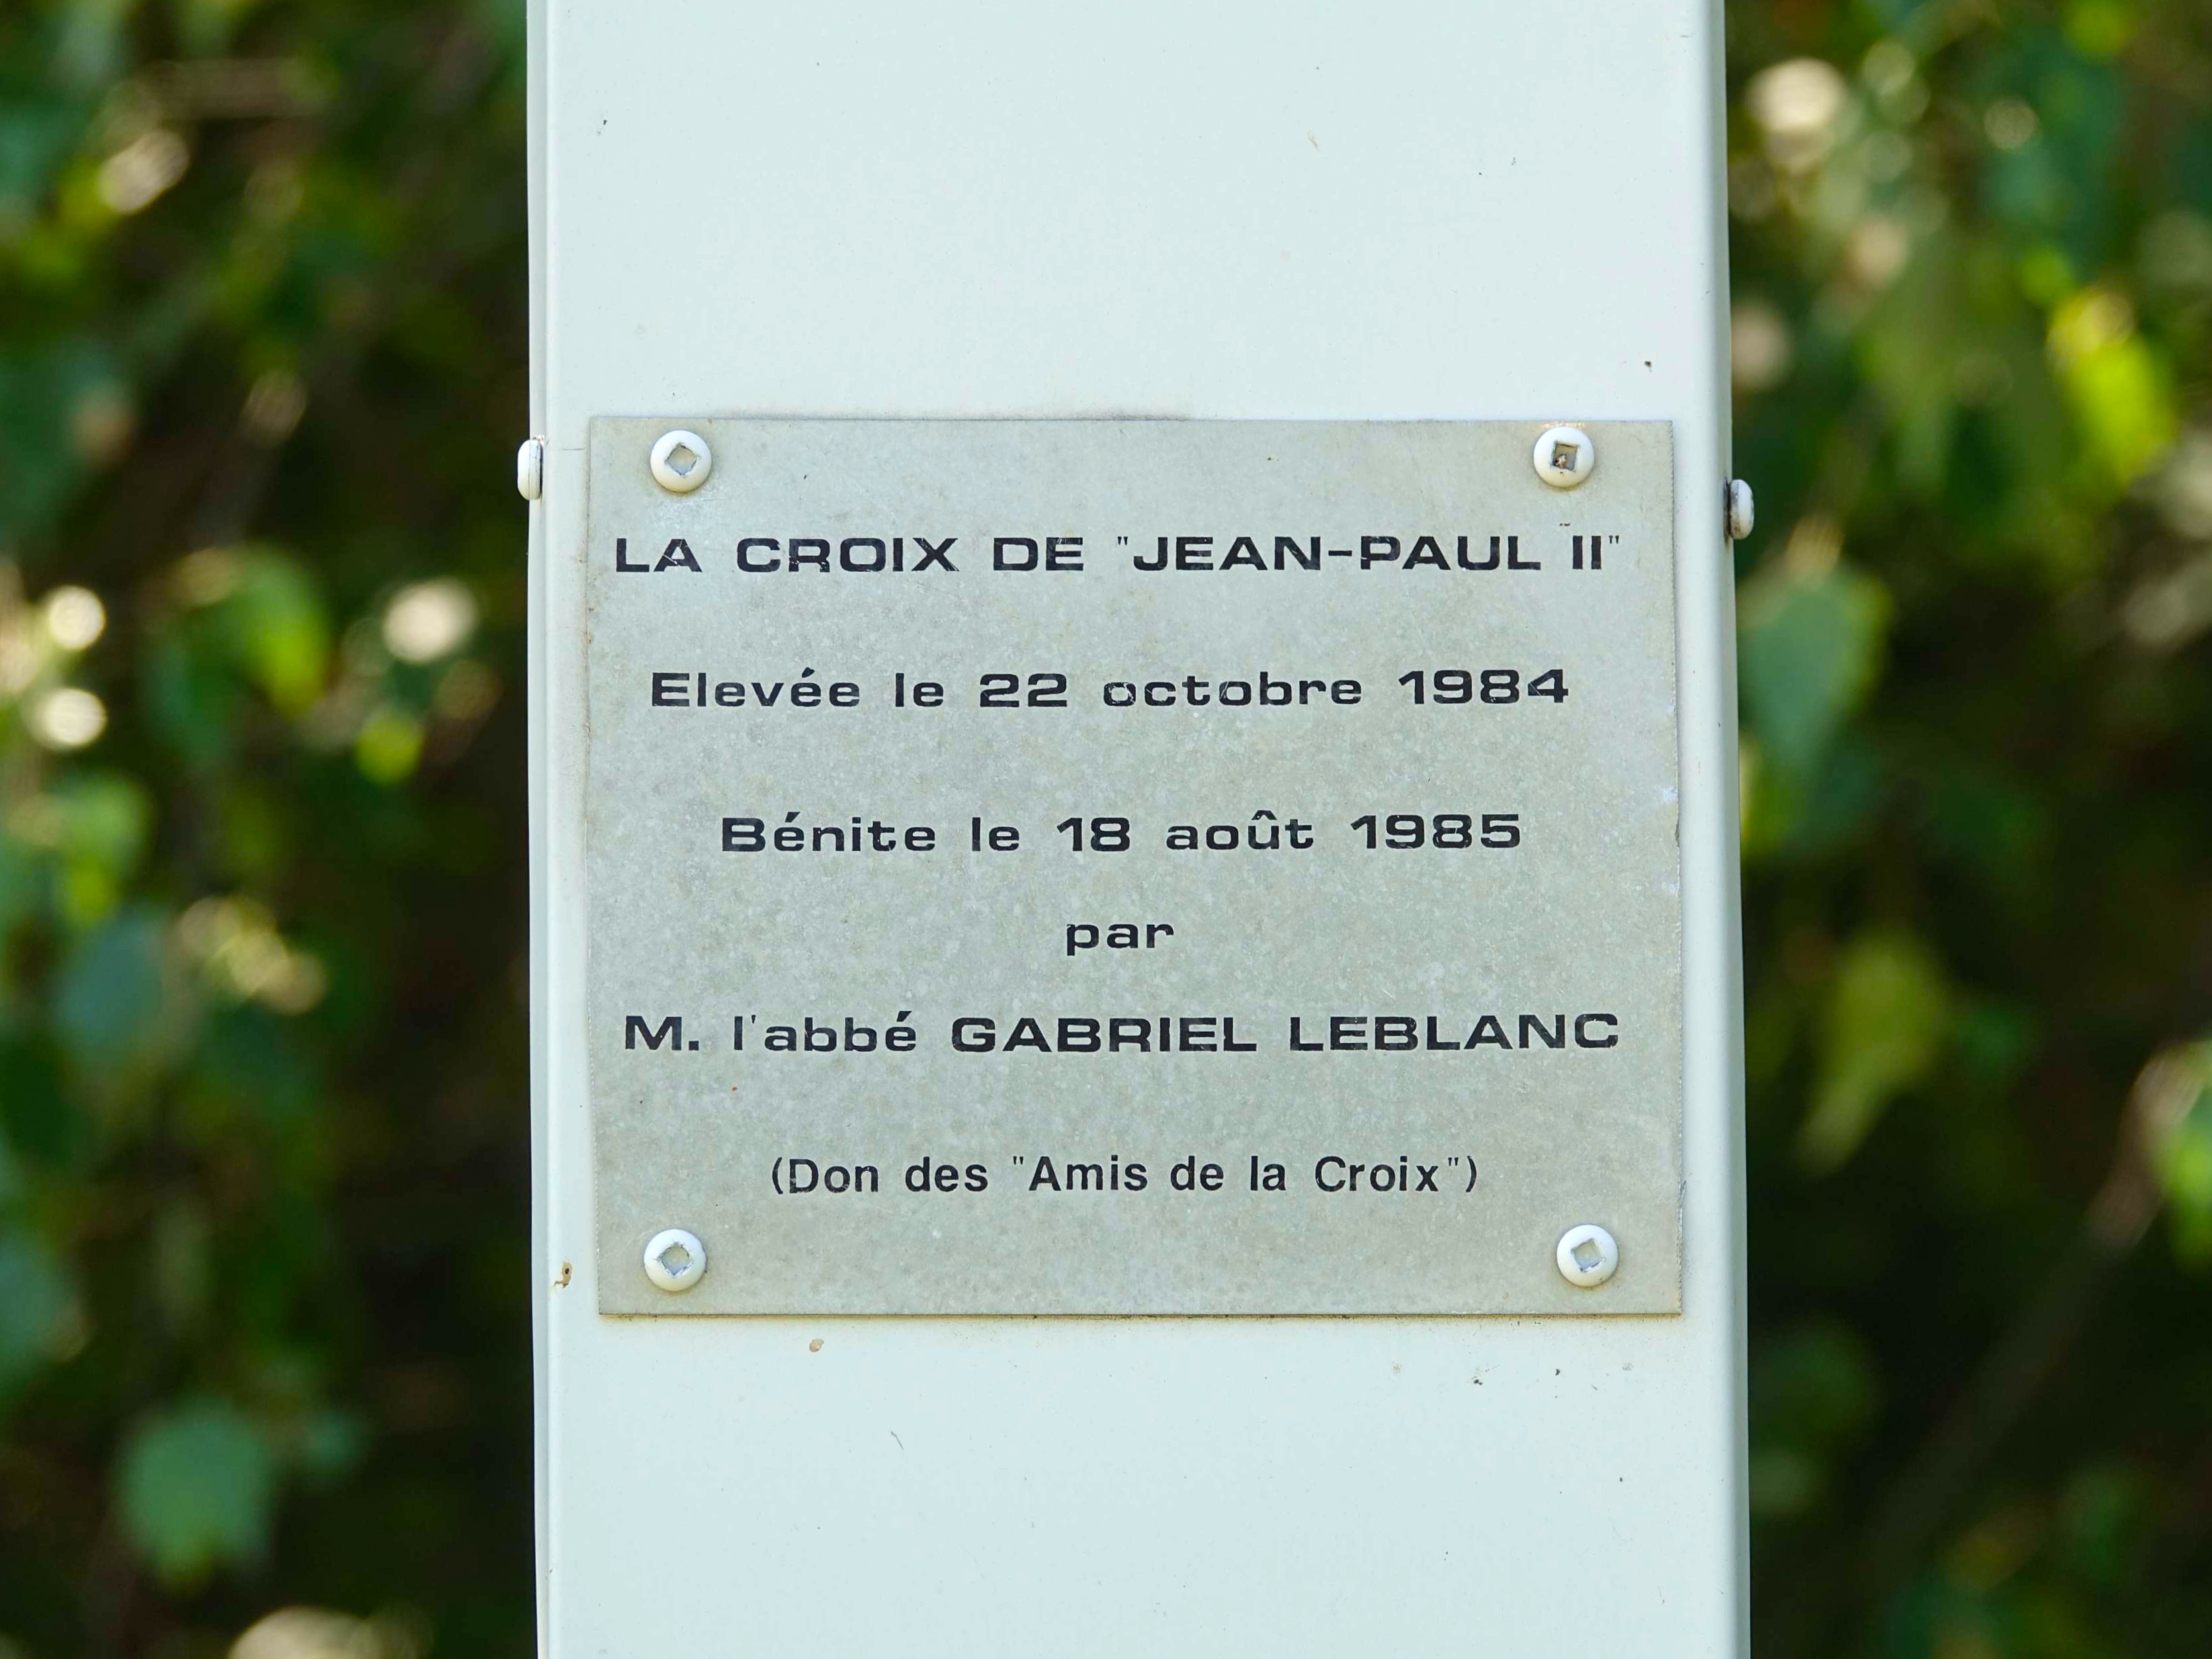 LA CROIX DE "JEAN-PAUL II"
Elevée le 22 octobre 1984
Bénite le 18 août 1985
par
M. l'abbé GABRIEL LEBLANC
(Don des "Amis de la Croix")